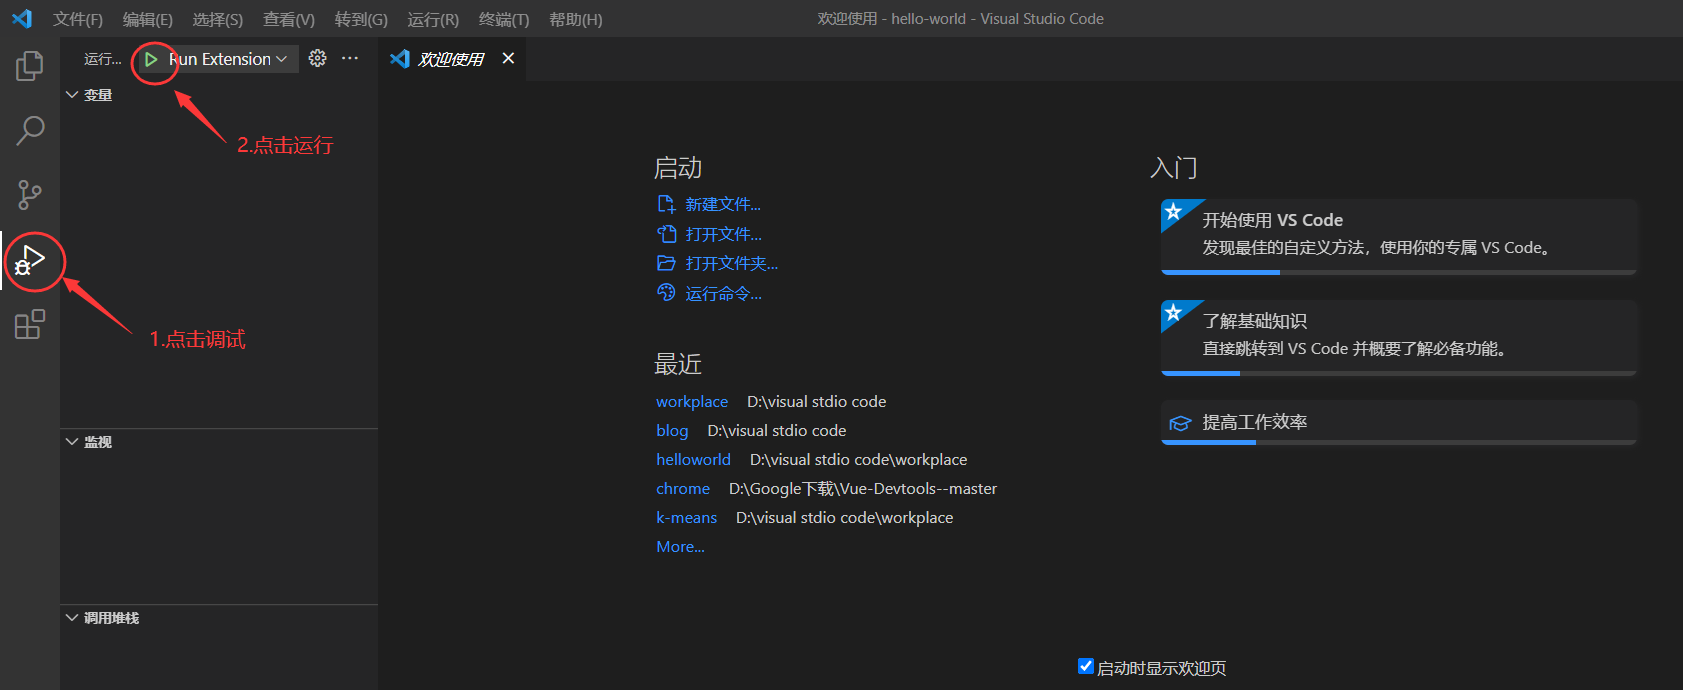 文件(F) 编辑(E) 选择(S) 查看(V) 转到(G) 运行(R) 终端(T) 帮助(H) 欢迎使用 - hello-world - Visual Studio Code
运行... Run Extension ···
欢迎使用
变量
2.点击运行
1.点击调试
监视
调用堆栈
启动
新建文件...
打开文件...
打开文件夹...
运行命令...
最近
workplace D:\visual stdio code
blog D:\visual stdio code
helloworld D:\visual stdio code\workplace
chrome D:\Google下载\Vue-Devtools--master
k-means D:\visual stdio code\workplace
More...
入门
开始使用 VS Code
发现最佳的自定义方法，使用你的专属 VS Code。
了解基础知识
直接跳转到 VS Code 并概要了解必备功能。
提高工作效率
启动时显示欢迎页